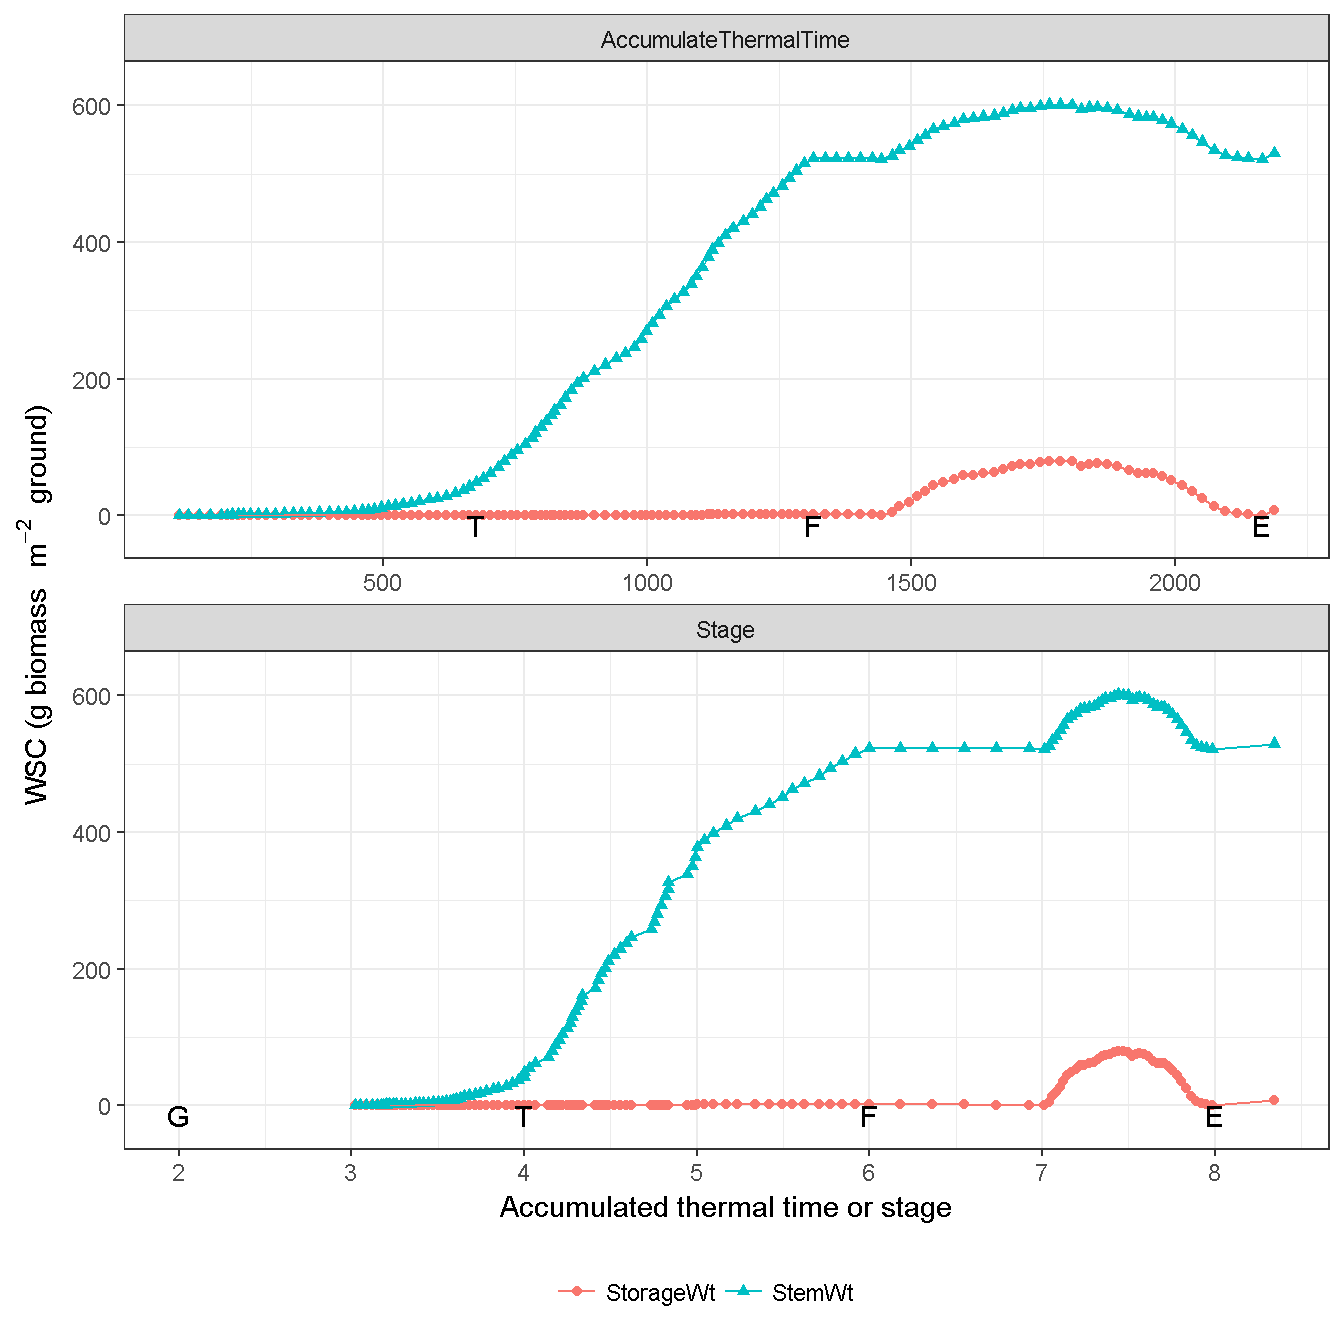 AccumulateThermalTime
600
400
200
0
T F E
500 1000 1500 2000
WSC (g biomass m⁻² ground)
Stage
600
400
200
0
G T F E
2 3 4 5 6 7 8
Accumulated thermal time or stage
StorageWt StemWt